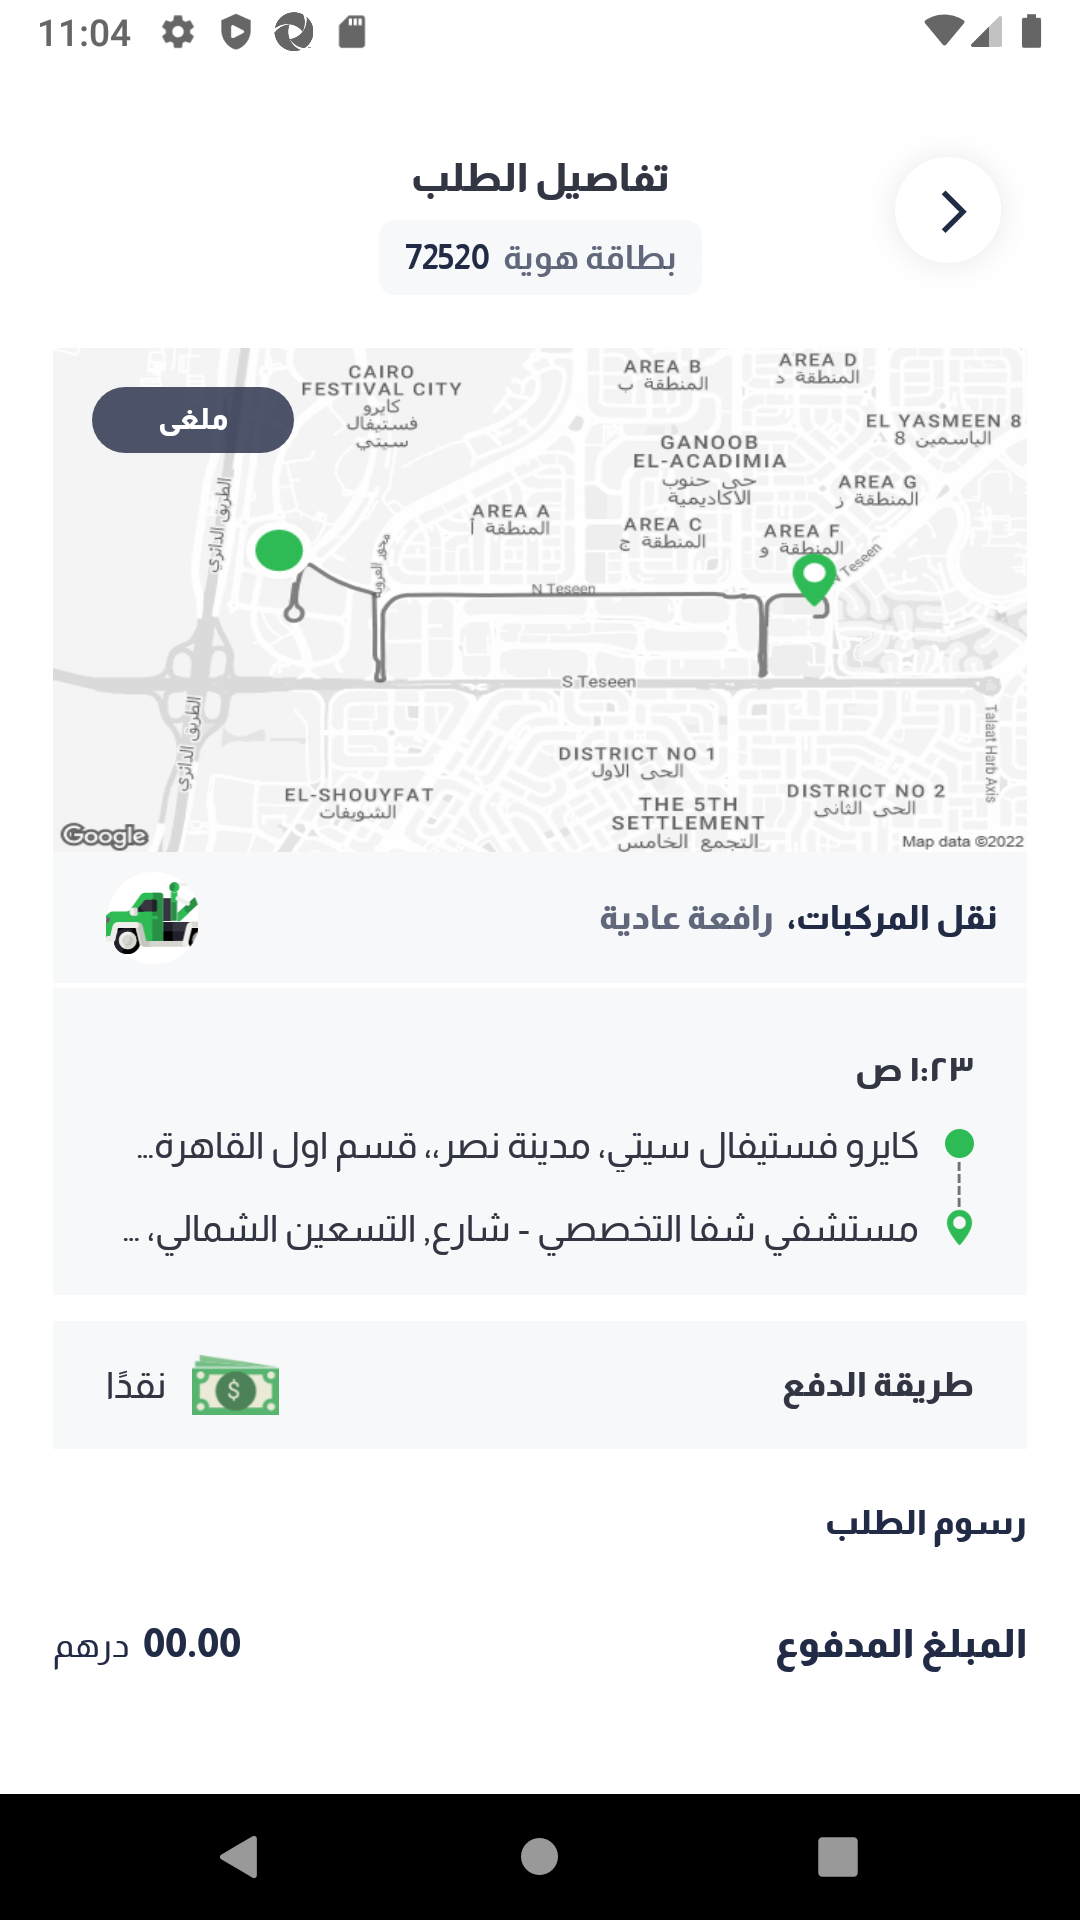 11:04
تفاصيل الطلب
بطاقة هوية 72520
ملغى
CAIRO
FESTIVAL CITY
كايرو
فستيفال
سيتي
AREA B
المنطقة ب
AREA D
المنطقة د
EL YASMEEN 8
الياسمين 8
GANOOB
EL-ACADIMIA
حى جنوب
الاكاديمية
AREA G
المنطقة ز
AREA A
المنطقة أ
AREA C
المنطقة ج
AREA F
المنطقة و
الطريق الدائري
محور العروبة
N Teseen
N Teseen
S Teseen
الطريق الدائري
Talaat Harb Axis
DISTRICT NO 1
الحى الاول
EL-SHOUYFAT
الشويفات
THE 5TH
SETTLEMENT
التجمع الخامس
DISTRICT NO 2
الحى الثانى
Google
Map data ©2022
نقل المركبات، رافعة عادية
١:٢٣ ص
كايرو فستيفال سيتي، مدينة نصر،، قسم اول القاهرة...
مستشفي شفا التخصصي - شارع, التسعين الشمالي، ...
طريقة الدفع
نقدًا
رسوم الطلب
المبلغ المدفوع
00.00 درهم